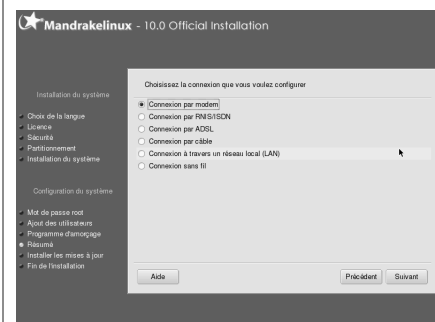 Mandrakelinux - 10.0 Official Installation
Installation du système
Choix de la langue
Licence
Sécurité
Partitionnement
Installation du système
Configuration du système
Mot de passe root
Ajout des utilisateurs
Programme d'amorçage
Résumé
Installer les mises à jour
Fin de l'installation
Choisissez la connexion que vous voulez configurer
Connexion par modem
Connexion par RNIS/ISDN
Connexion par ADSL
Connexion par câble
Connexion à travers un réseau local (LAN)
Connexion sans fil
Aide
Précédent
Suivant